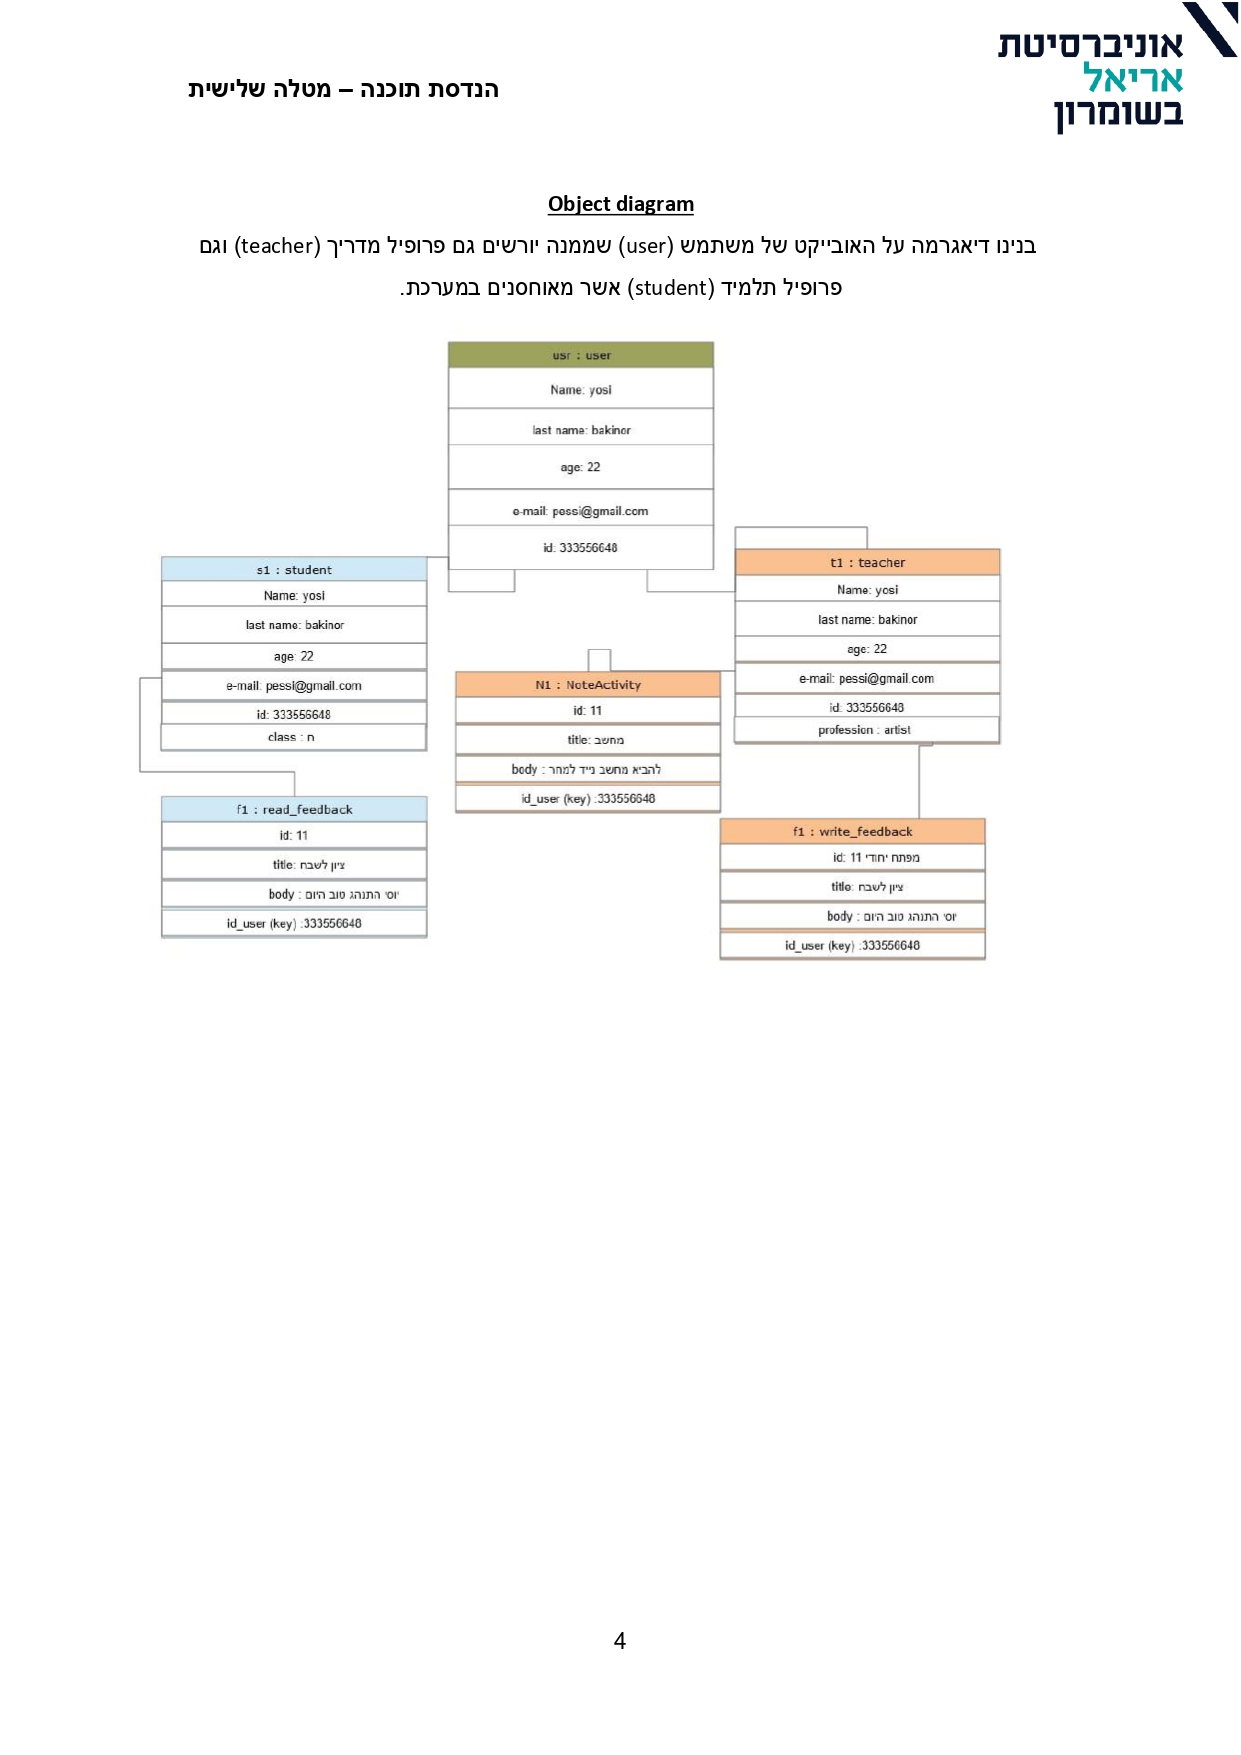 אוניברסיטת
אריאל
בשומרון
הנדסת תוכנה – מטלה שלישית
Object diagram
בנינו דיאגרמה על האובייקט של משתמש (user) שממנה יורשים גם פרופיל מדריך (teacher) וגם
פרופיל תלמיד (student) אשר מאוחסנים במערכת.
usr : user
Name: yosi
last name: bakinor
age: 22
e-mail: pessi@gmail.com
id: 333556648
s1 : student
Name: yosi
last name: bakinor
age: 22
e-mail: pessi@gmail.com
id: 333556648
class : ח
t1 : teacher
Name: yosi
last name: bakinor
age: 22
e-mail: pessi@gmail.com
id: 333556648
profession : artist
N1 : NoteActivity
id: 11
title: מחשב
body : להביא מחשב נייד למחר
id_user (key) :333556648
f1 : read_feedback
id: 11
title: ציון לשבח
body : יוסי התנהג טוב היום
id_user (key) :333556648
f1 : write_feedback
id: 11 מפתח יחודי
title: ציון לשבח
body : יוסי התנהג טוב היום
id_user (key) :333556648
4